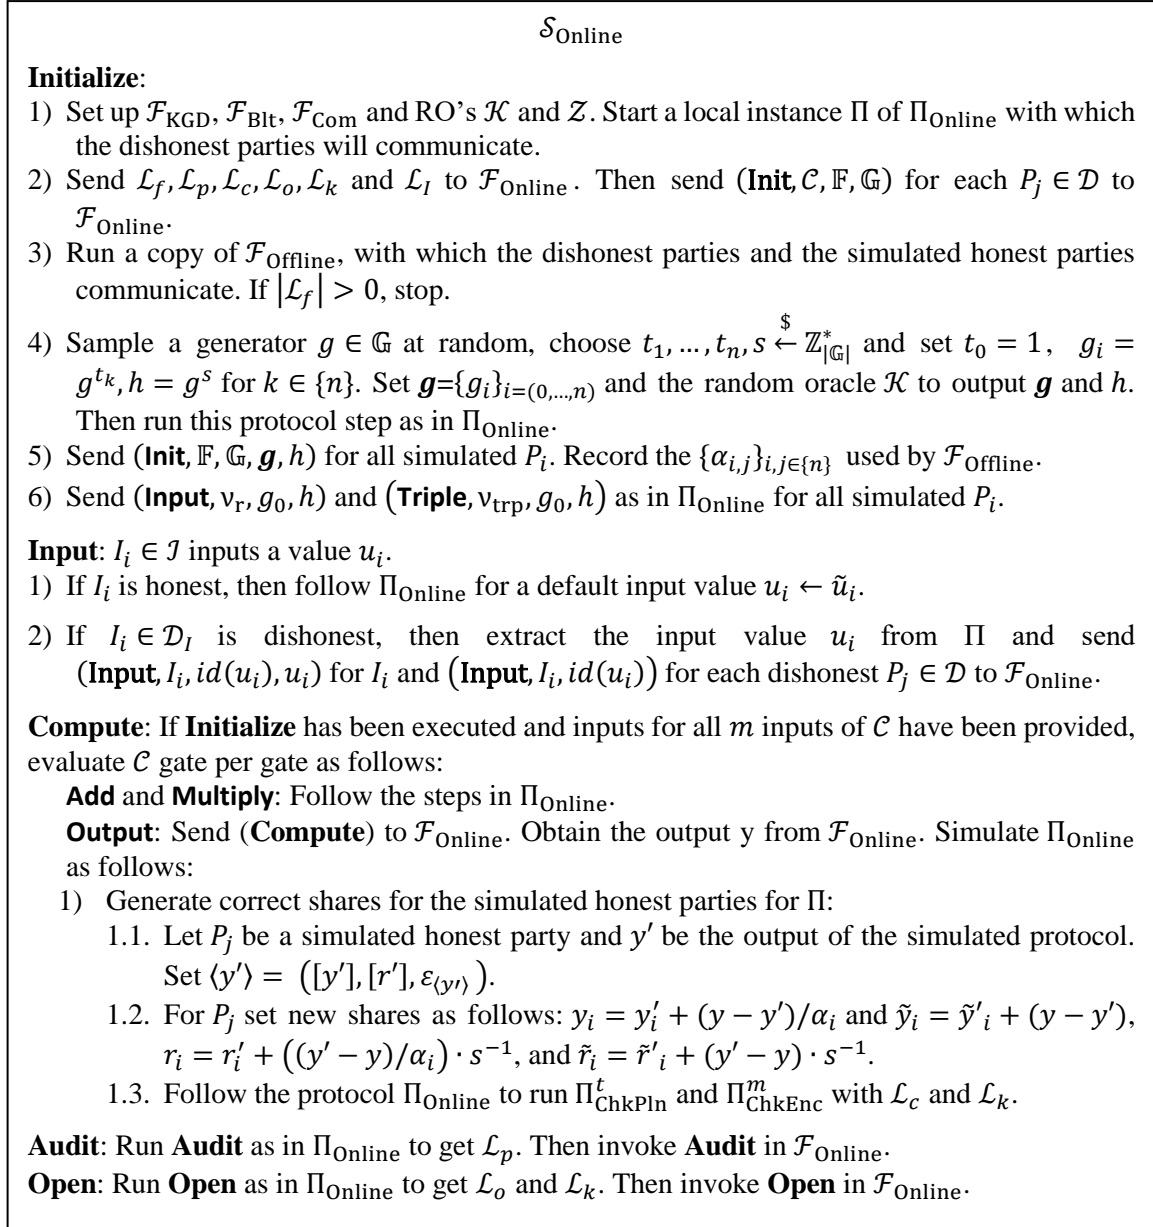 𝒮_Online
Initialize:
1) Set up ℱ_KGD, ℱ_Blt, ℱ_Com and RO's 𝒦 and 𝒵. Start a local instance Π of Π_Online with which
the dishonest parties will communicate.
2) Send ℒ_f, ℒ_p, ℒ_c, ℒ_o, ℒ_k and ℒ_I to ℱ_Online. Then send (Init, 𝒞, 𝔽, 𝔾) for each P_j ∈ 𝒟 to
ℱ_Online.
3) Run a copy of ℱ_Offline, with which the dishonest parties and the simulated honest parties
communicate. If |ℒ_f| > 0, stop.
4) Sample a generator g ∈ 𝔾 at random, choose t_1, … , t_n, s ←$ ℤ*_|𝔾| and set t_0 = 1, g_i =
g^{t_k}, h = g^s for k ∈ {n}. Set 𝒈={g_i}_{i=(0,…,n)} and the random oracle 𝒦 to output 𝒈 and h.
Then run this protocol step as in Π_Online.
5) Send (Init, 𝔽, 𝔾, 𝒈, h) for all simulated P_i. Record the {α_{i,j}}_{i,j∈{n}} used by ℱ_Offline.
6) Send (Input, ν_r, g_0, h) and (Triple, ν_trp, g_0, h) as in Π_Online for all simulated P_i.
Input: I_i ∈ ℐ inputs a value u_i.
1) If I_i is honest, then follow Π_Online for a default input value u_i ← ũ_i.
2) If I_i ∈ 𝒟_I is dishonest, then extract the input value u_i from Π and send
(Input, I_i, id(u_i), u_i) for I_i and (Input, I_i, id(u_i)) for each dishonest P_j ∈ 𝒟 to ℱ_Online.
Compute: If Initialize has been executed and inputs for all m inputs of 𝒞 have been provided,
evaluate 𝒞 gate per gate as follows:
Add and Multiply: Follow the steps in Π_Online.
Output: Send (Compute) to ℱ_Online. Obtain the output y from ℱ_Online. Simulate Π_Online
as follows:
1) Generate correct shares for the simulated honest parties for Π:
1.1. Let P_j be a simulated honest party and y′ be the output of the simulated protocol.
Set ⟨y′⟩ = ([y′], [r′], ε_⟨y′⟩).
1.2. For P_j set new shares as follows: y_i = y′_i + (y − y′)/α_i and ỹ_i = ỹ′_i + (y − y′),
r_i = r′_i + ((y′ − y)/α_i) · s^{−1}, and r̃_i = r̃′_i + (y′ − y) · s^{−1}.
1.3. Follow the protocol Π_Online to run Π^t_ChkPln and Π^m_ChkEnc with ℒ_c and ℒ_k.
Audit: Run Audit as in Π_Online to get ℒ_p. Then invoke Audit in ℱ_Online.
Open: Run Open as in Π_Online to get ℒ_o and ℒ_k. Then invoke Open in ℱ_Online.